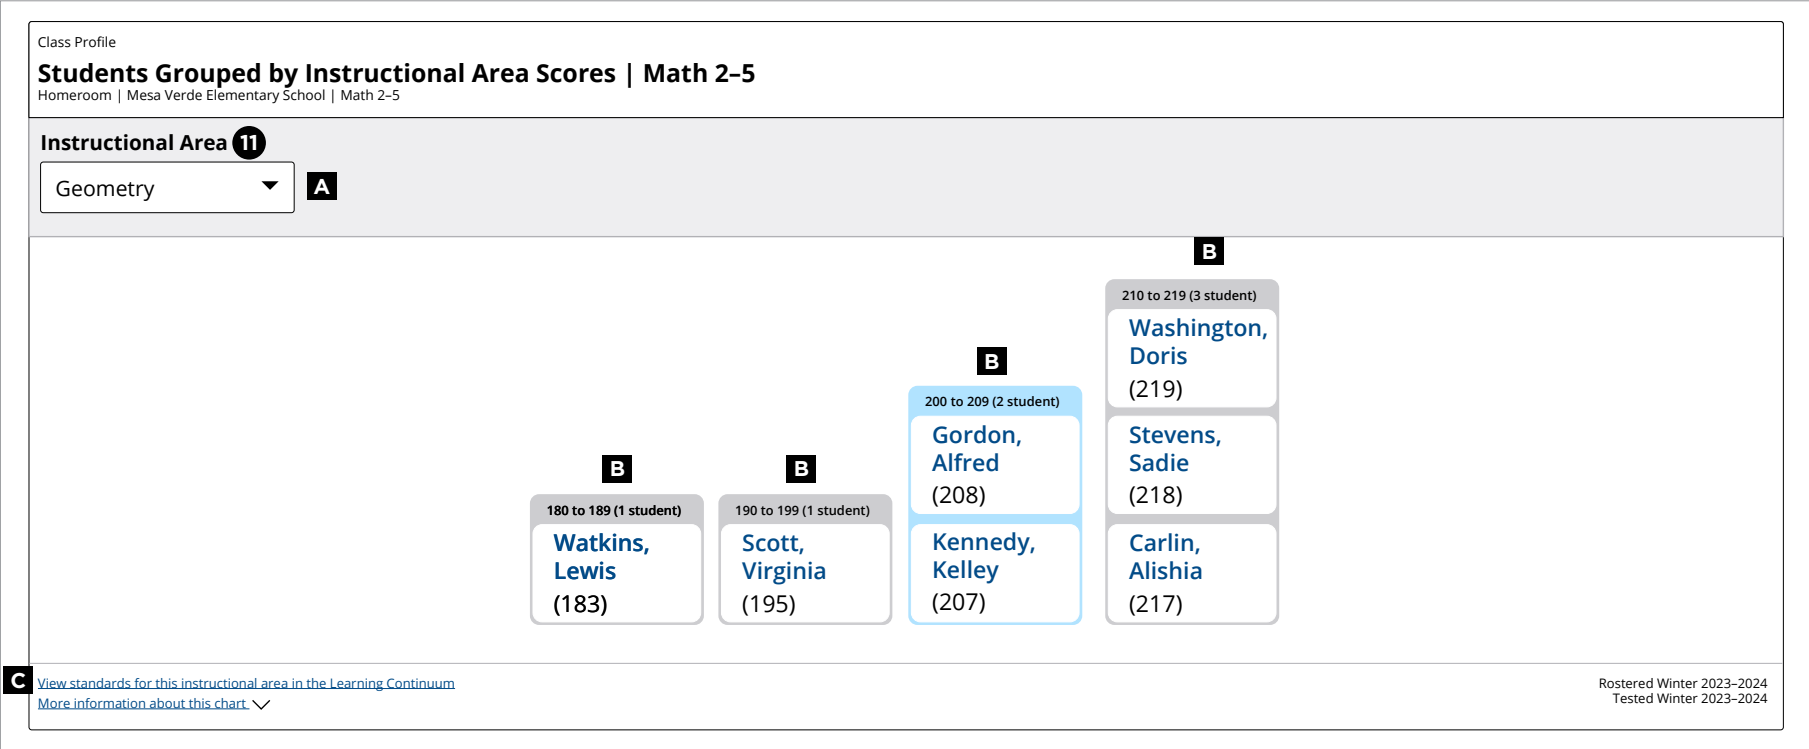 Class Profile
Students Grouped by Instructional Area Scores | Math 2–5
Homeroom | Mesa Verde Elementary School | Math 2–5
Instructional Area 11
Geometry
A
B
210 to 219 (3 student)
Washington,
Doris
(219)
Stevens,
Sadie
(218)
Carlin,
Alishia
(217)
B
200 to 209 (2 student)
Gordon,
Alfred
(208)
Kennedy,
Kelley
(207)
B
180 to 189 (1 student)
Watkins,
Lewis
(183)
B
190 to 199 (1 student)
Scott,
Virginia
(195)
C
View standards for this instructional area in the Learning Continuum
More information about this chart
Rostered Winter 2023–2024
Tested Winter 2023–2024